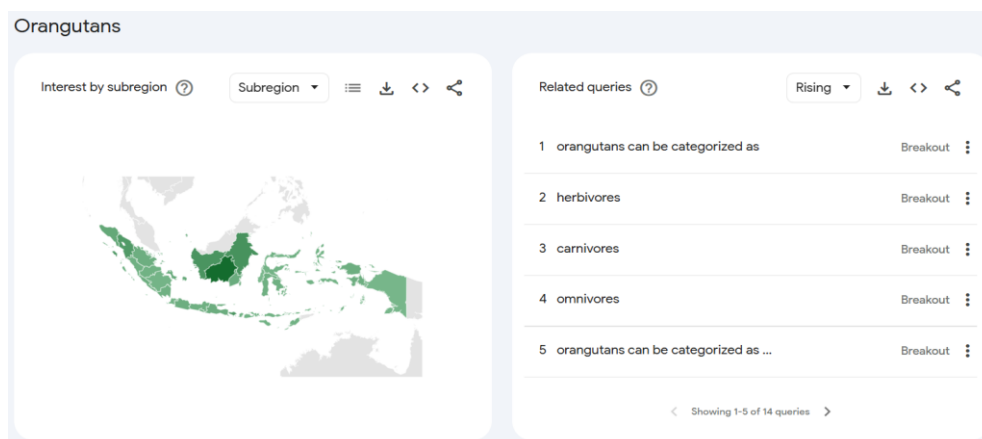 Orangutans
Interest by subregion
Subregion
Related queries
Rising
1 orangutans can be categorized as
Breakout
2 herbivores
Breakout
3 carnivores
Breakout
4 omnivores
Breakout
5 orangutans can be categorized as ...
Breakout
Showing 1-5 of 14 queries